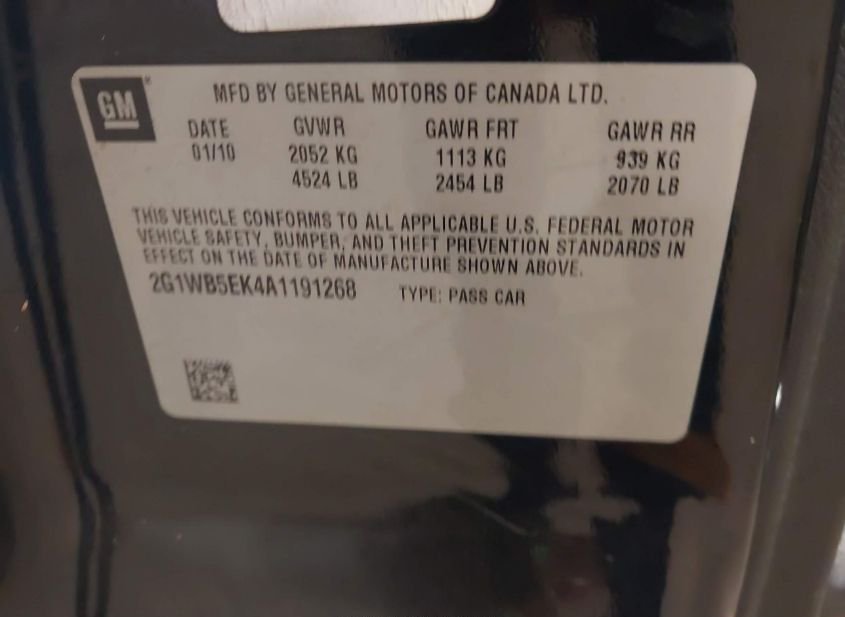 GM
MFD BY GENERAL MOTORS OF CANADA LTD.
DATE GVWR GAWR FRT GAWR RR
01/10 2052 KG 1113 KG 939 KG
4524 LB 2454 LB 2070 LB
THIS VEHICLE CONFORMS TO ALL APPLICABLE U.S. FEDERAL MOTOR
VEHICLE SAFETY, BUMPER, AND THEFT PREVENTION STANDARDS IN
EFFECT ON THE DATE OF MANUFACTURE SHOWN ABOVE.
2G1WB5EK4A1191268 TYPE: PASS CAR